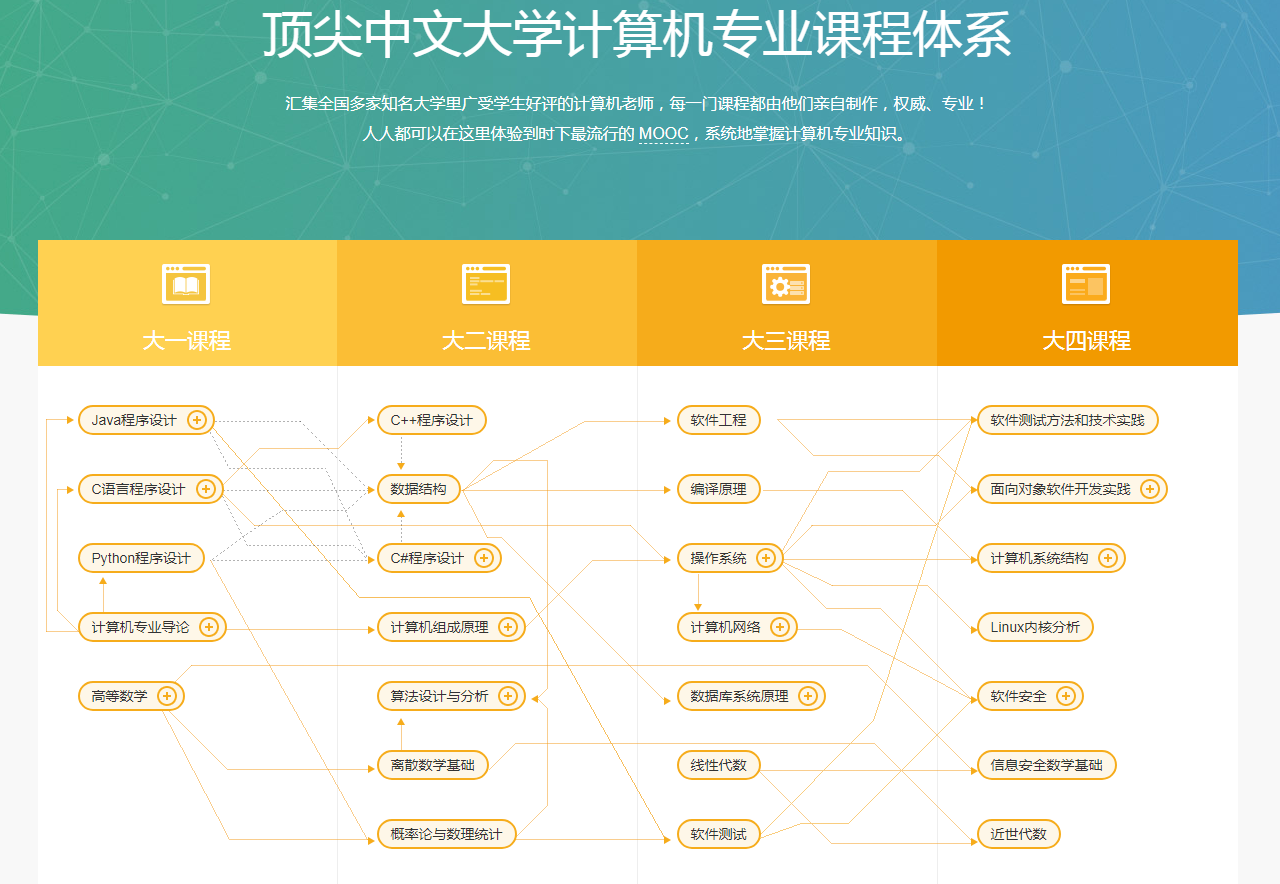 顶尖中文大学计算机专业课程体系
汇集全国多家知名大学里广受学生好评的计算机老师，每一门课程都由他们亲自制作，权威、专业！
人人都可以在这里体验到时下最流行的 MOOC，系统地掌握计算机专业知识。
大一课程
大二课程
大三课程
大四课程
Java程序设计
C++程序设计
软件工程
软件测试方法和技术实践
C语言程序设计
数据结构
编译原理
面向对象软件开发实践
Python程序设计
C#程序设计
操作系统
计算机系统结构
计算机专业导论
计算机组成原理
计算机网络
Linux内核分析
高等数学
算法设计与分析
数据库系统原理
软件安全
离散数学基础
线性代数
信息安全数学基础
概率论与数理统计
软件测试
近世代数